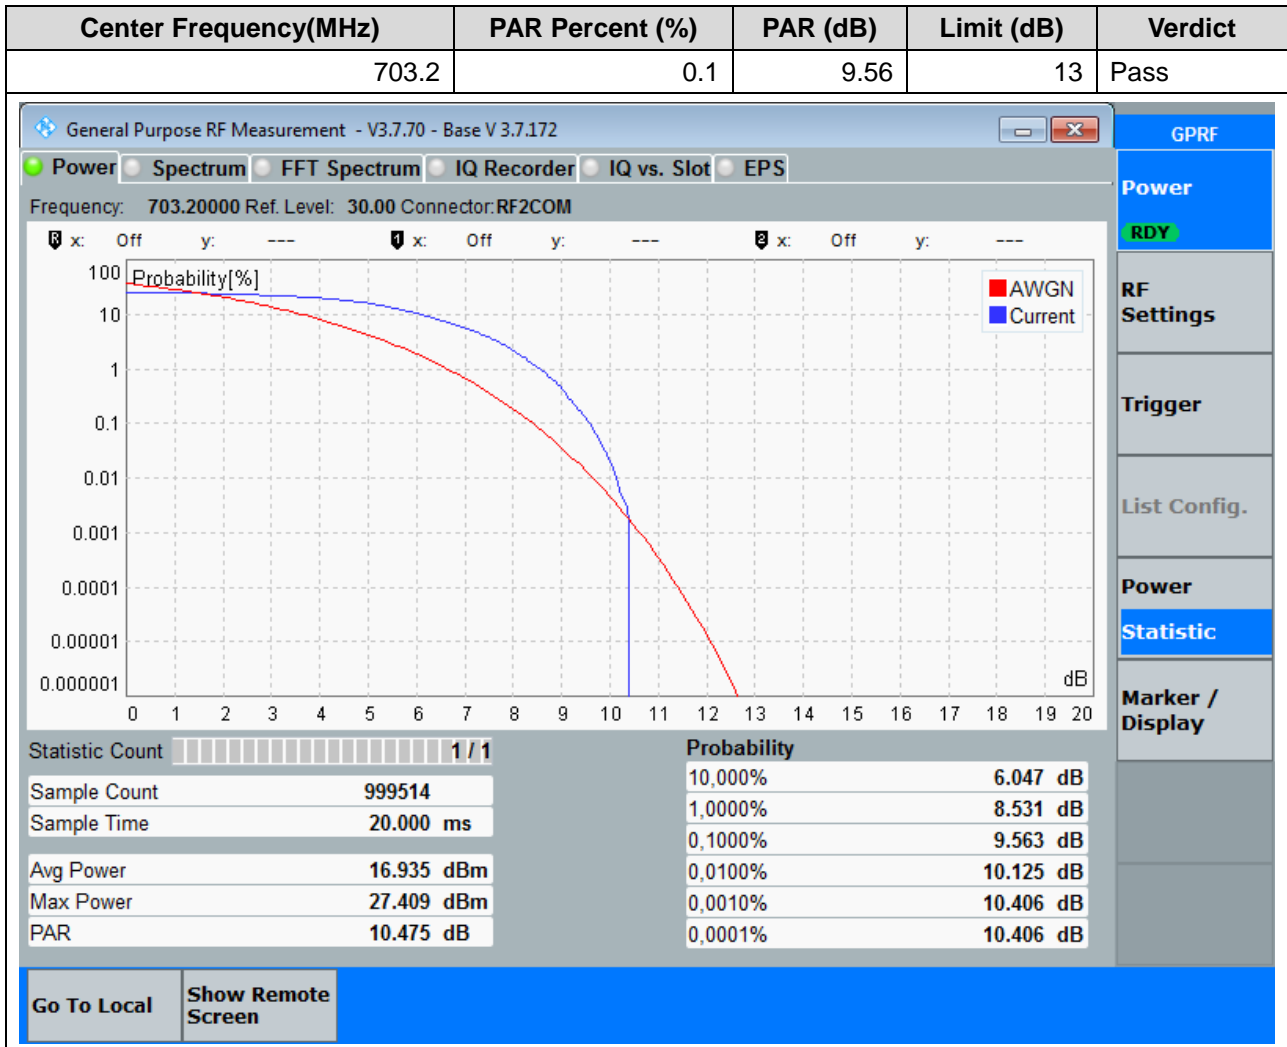 Center Frequency(MHz) PAR Percent (%) PAR (dB) Limit (dB) Verdict
703.2 0.1 9.56 13 Pass
General Purpose RF Measurement - V3.7.70 - Base V 3.7.172
GPRF
Power Spectrum FFT Spectrum IQ Recorder IQ vs. Slot EPS
Power
RDY
Frequency: 703.20000 Ref. Level: 30.00 Connector:RF2COM
R x: Off y: --- 1 x: Off y: --- 2 x: Off y: ---
Probability[%]
AWGN
Current
100
10
1
0.1
0.01
0.001
0.0001
0.00001
0.000001
dB
0 1 2 3 4 5 6 7 8 9 10 11 12 13 14 15 16 17 18 19 20
RF
Settings
Trigger
List Config.
Power
Statistic
Marker /
Display
Statistic Count 1 / 1
Sample Count 999514
Sample Time 20.000 ms
Avg Power 16.935 dBm
Max Power 27.409 dBm
PAR 10.475 dB
Probability
10,000% 6.047 dB
1,0000% 8.531 dB
0,1000% 9.563 dB
0,0100% 10.125 dB
0,0010% 10.406 dB
0,0001% 10.406 dB
Go To Local
Show Remote
Screen